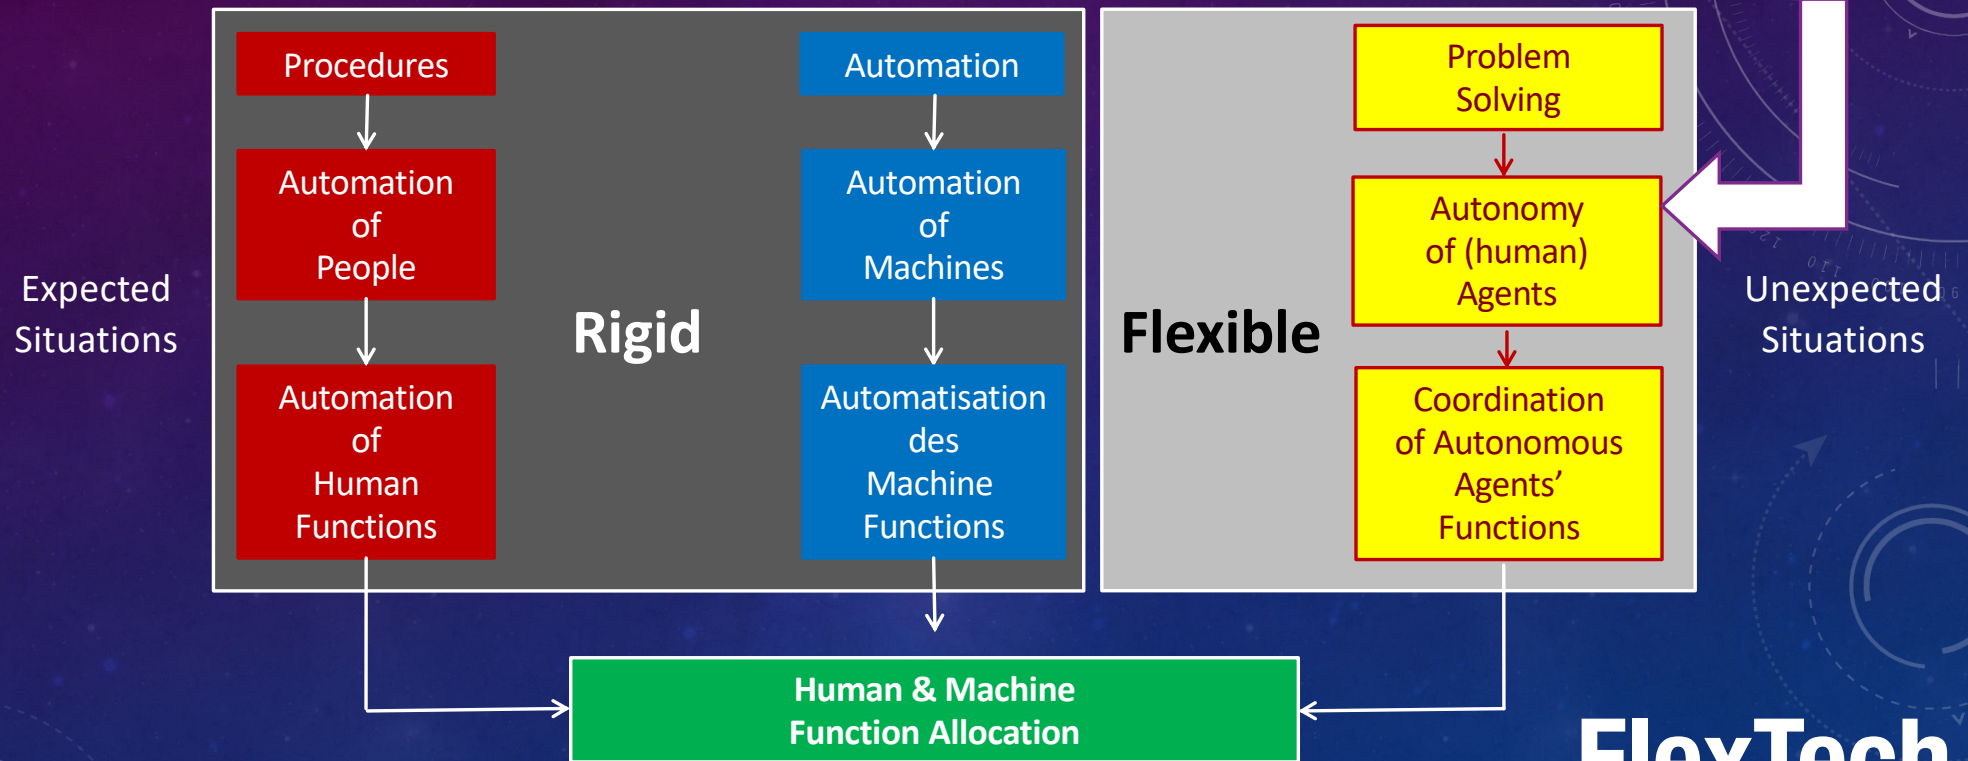 Procedures
Automation
of
People
Automation
of
Human
Functions
Expected
Situations
Rigid
Automation
Automation
of
Machines
Automatisation
des
Machine
Functions
Flexible
Problem
Solving
Autonomy
of (human)
Agents
Coordination
of Autonomous
Agents’
Functions
Unexpected
Situations
Human & Machine
Function Allocation
FlexTech